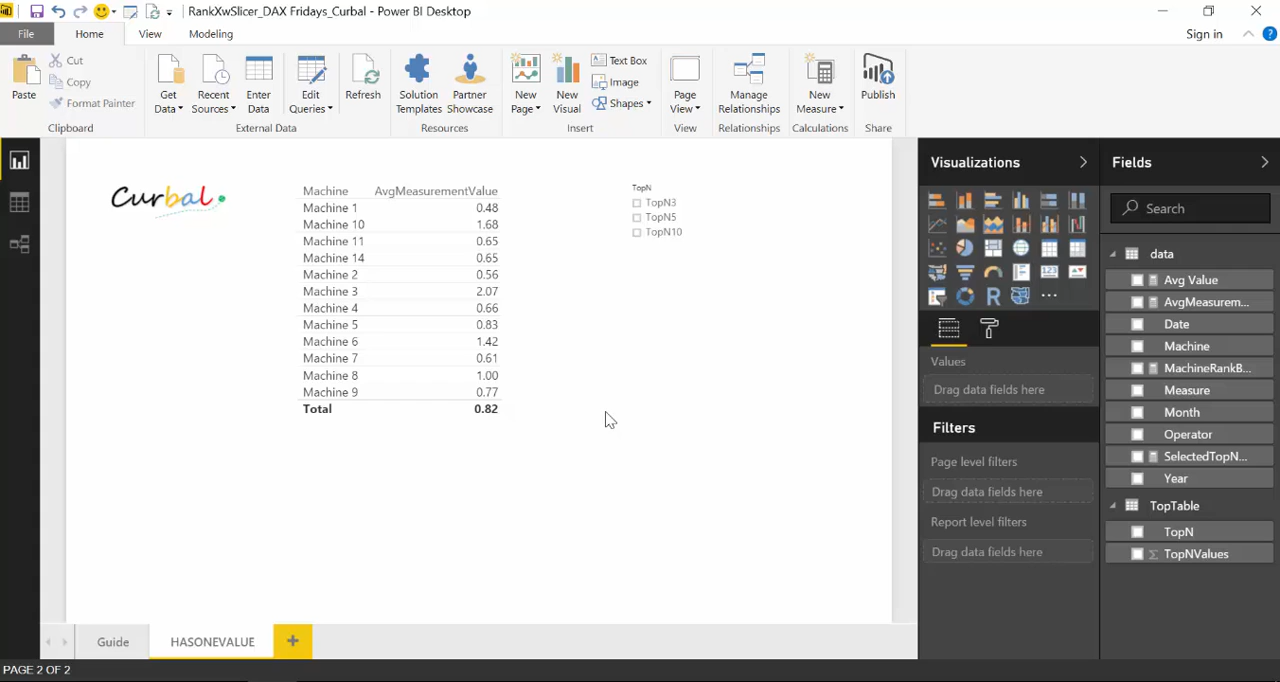 RankXwSlicer_DAX Fridays_Curbal - Power BI Desktop
File
Home
View
Modeling
Sign in
Paste
Cut
Copy
Format Painter
Clipboard
Get Data
Recent Sources
Enter Data
Edit Queries
Refresh
External Data
Solution Templates
Partner Showcase
Resources
New Page
New Visual
Text Box
Image
Shapes
Insert
Page View
View
Manage Relationships
Relationships
New Measure
Calculations
Publish
Share
Curbal
Machine AvgMeasurementValue
Machine 1 0.48
Machine 10 1.68
Machine 11 0.65
Machine 14 0.65
Machine 2 0.56
Machine 3 2.07
Machine 4 0.66
Machine 5 0.83
Machine 6 1.42
Machine 7 0.61
Machine 8 1.00
Machine 9 0.77
Total 0.82
TopN
TopN3
TopN5
TopN10
Visualizations
R
123
Values
Drag data fields here
Filters
Page level filters
Drag data fields here
Report level filters
Drag data fields here
Fields
Search
data
Avg Value
AvgMeasurem...
Date
Machine
MachineRankB...
Measure
Month
Operator
SelectedTopN...
Year
TopTable
TopN
Σ TopNValues
Guide
HASONEVALUE
PAGE 2 OF 2